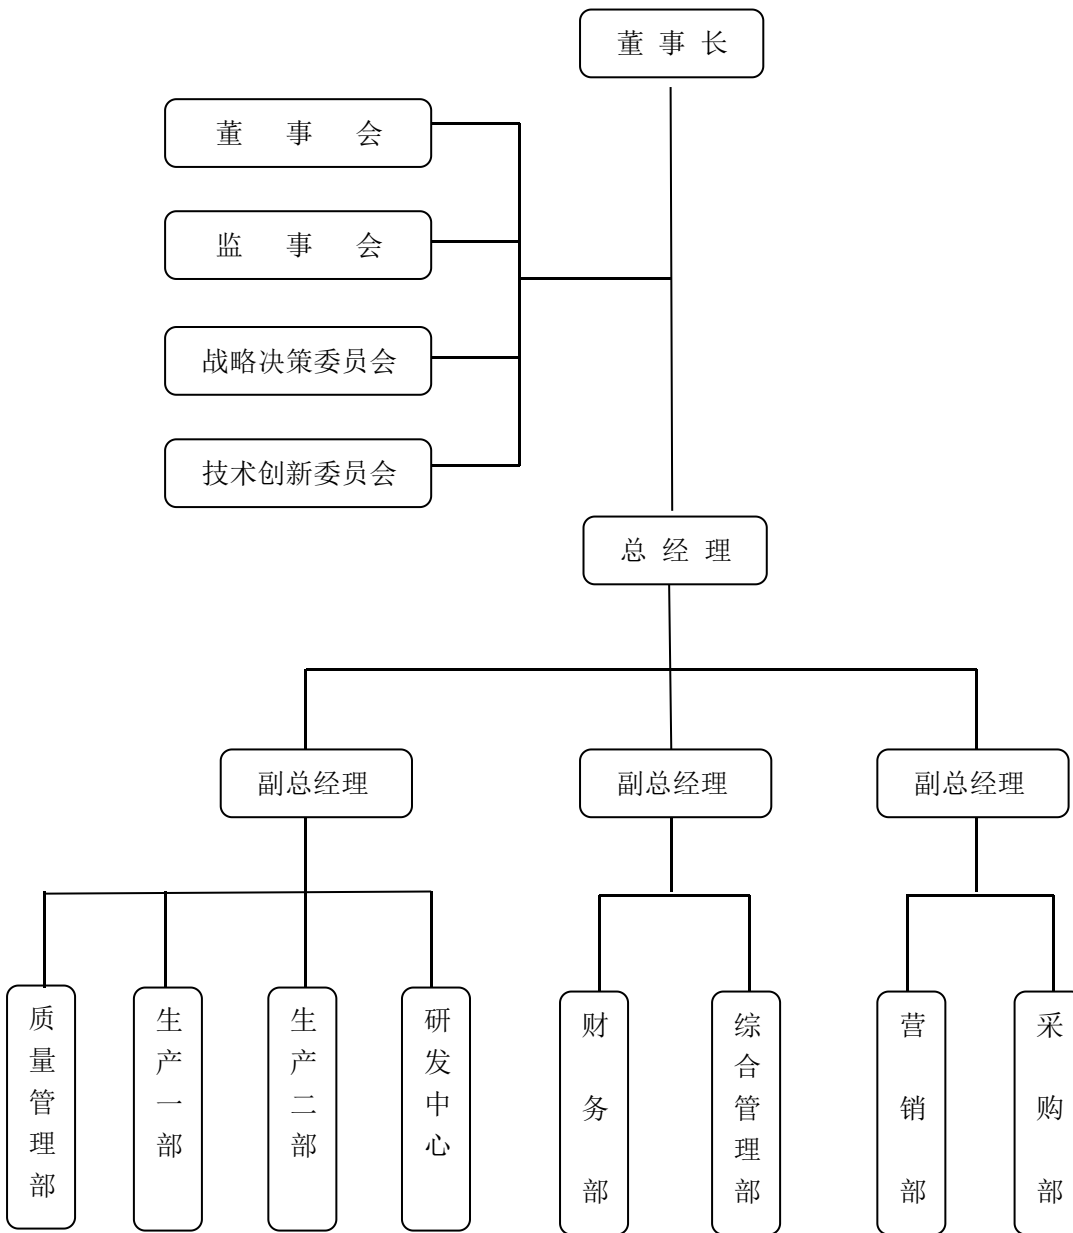 董 事 长
董 事 会
监 事 会
战略决策委员会
技术创新委员会
总 经 理
副总经理
副总经理
副总经理
质量管理部
生产一部
生产二部
研发中心
财务部
综合管理部
营销部
采购部